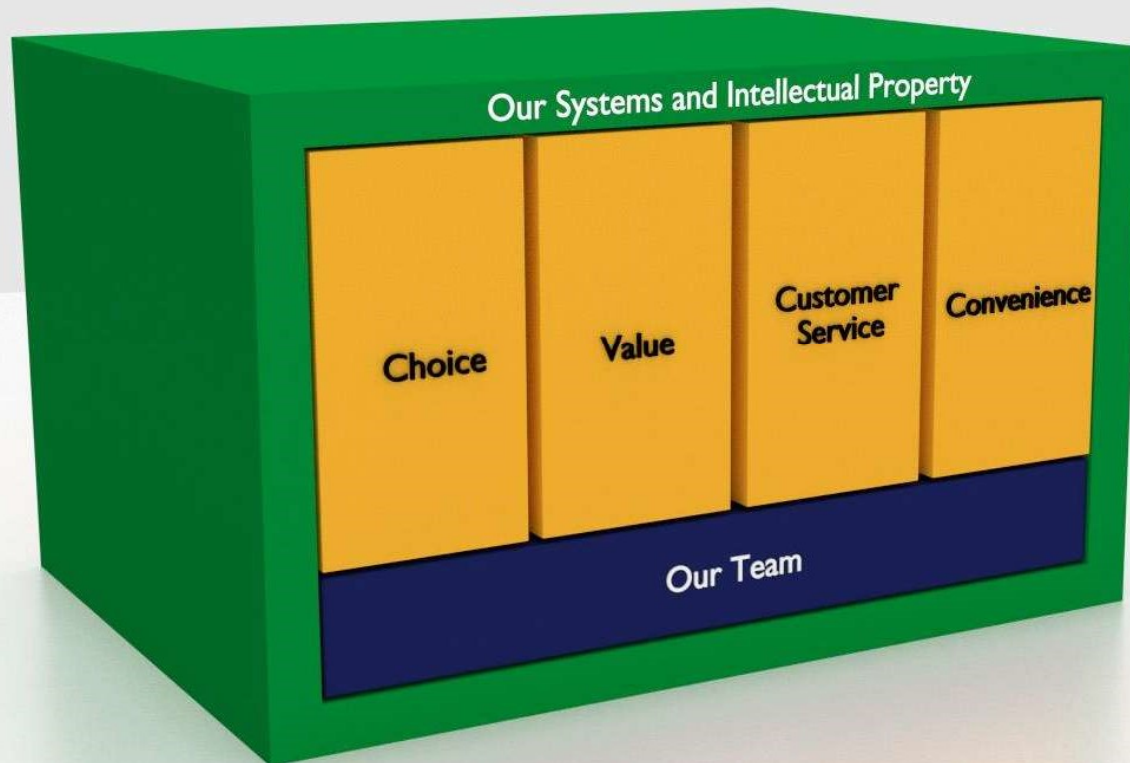 Our Systems and Intellectual Property
Choice
Value
Customer
Service
Convenience
Our Team